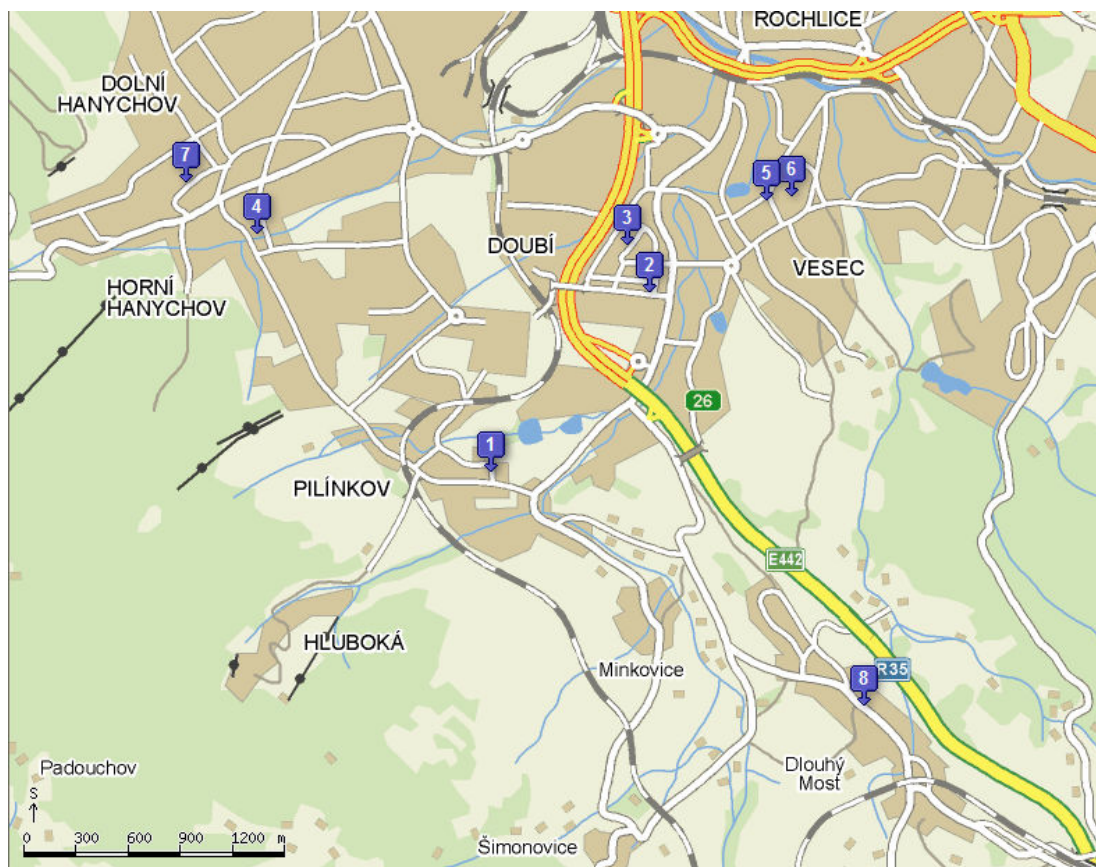 ROCHLICE
DOLNÍ
HANYCHOV
7
5
6
4
3
DOUBÍ
2
VESEC
HORNÍ
HANYCHOV
26
1
PILÍNKOV
E442
HLUBOKÁ
Minkovice
R35
8
Padouchov
Dlouhý
Most
S
0 300 600 900 1200 m
Šimonovice